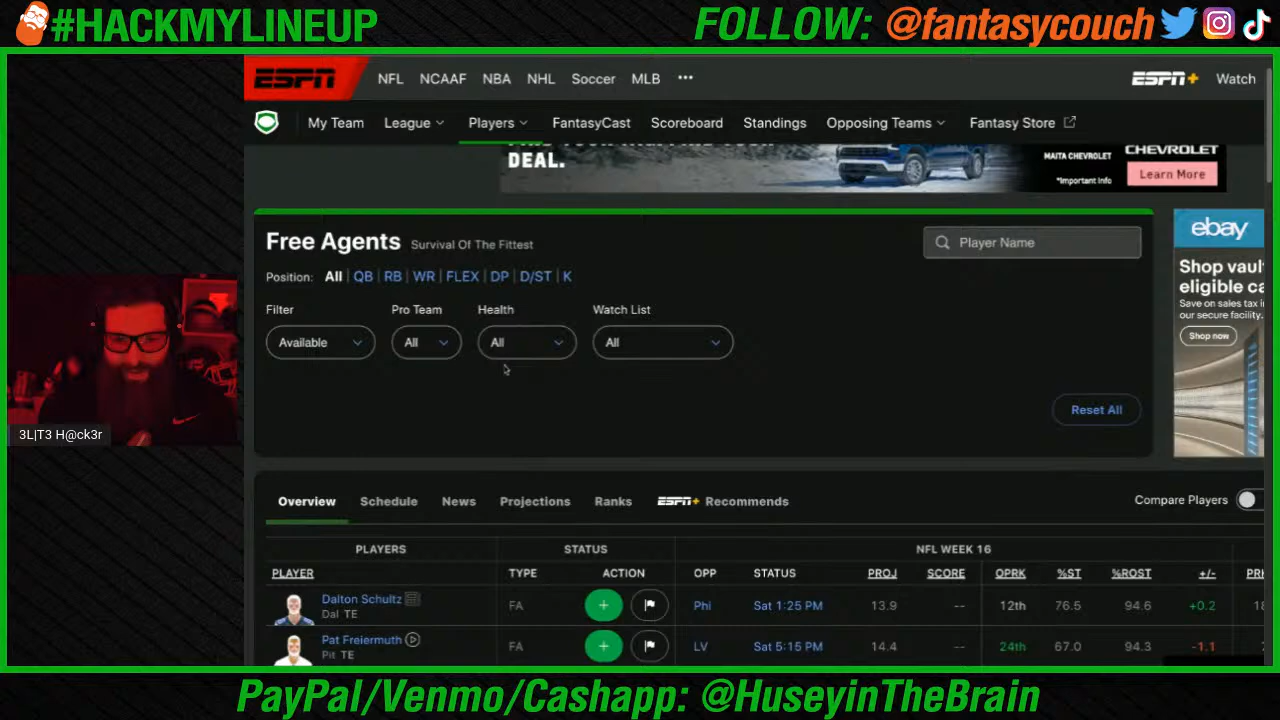 #HACKMYLINEUP
FOLLOW: @fantasycouch
ESPN NFL NCAAF NBA NHL Soccer MLB ••• ESPN+ Watch
My Team League Players FantasyCast Scoreboard Standings Opposing Teams Fantasy Store
DEAL.
MAITA CHEVROLET
*Important Info
CHEVROLET
Learn More
Free Agents Survival Of The Fittest
Player Name
Position: All | QB | RB | WR | FLEX | DP | D/ST | K
Filter Pro Team Health Watch List
Available All All All
Reset All
ebay
Shop
eligible
Save on sales tax
our secure facility.
Shop now
3L|T3 H@ck3r
Overview Schedule News Projections Ranks ESPN+ Recommends Compare Players
PLAYERS STATUS NFL WEEK 16
PLAYER TYPE ACTION OPP STATUS PROJ SCORE OPRK %ST %ROST +/-
Dalton Schultz
Dal TE
FA + Phi Sat 1:25 PM 13.9 -- 12th 76.5 94.6 +0.2
Pat Freiermuth
Pit TE
FA + LV Sat 5:15 PM 14.4 -- 24th 67.0 94.3 -1.1
PayPal/Venmo/Cashapp: @HuseyinTheBrain